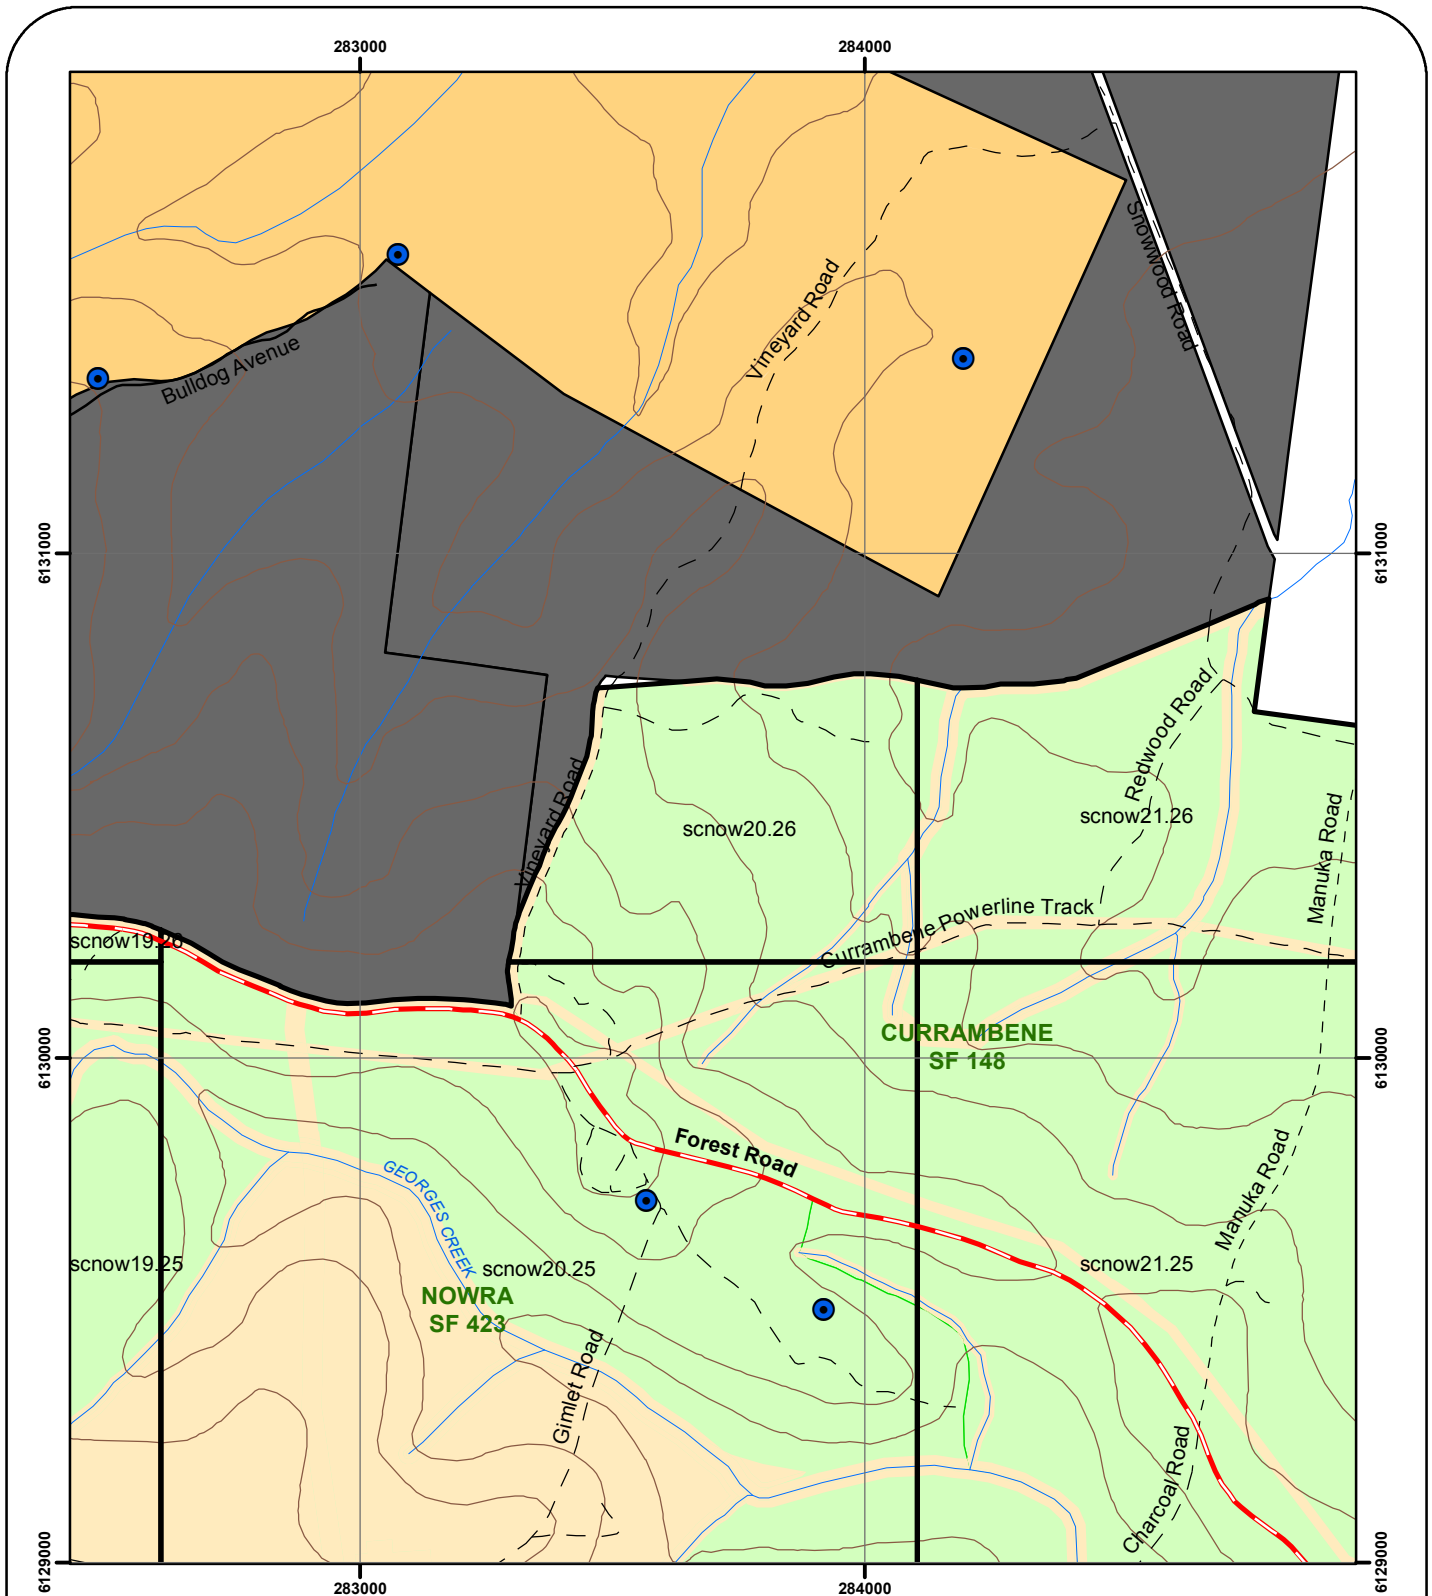 283000
284000
Snowwood Road
Vineyard Road
Bulldog Avenue
6131000
6131000
Redwood Road
Vineyard Road
Manuka Road
scnow20.26
scnow21.26
Currambene Powerline Track
scnow19.26
CURRAMBENE
SF 148
6130000
6130000
Forest Road
GEORGES CREEK
Manuka Road
scnow19.25
scnow20.25
scnow21.25
NOWRA
SF 423
Gimlet Road
Charcoal Road
6129000
6129000
283000
284000